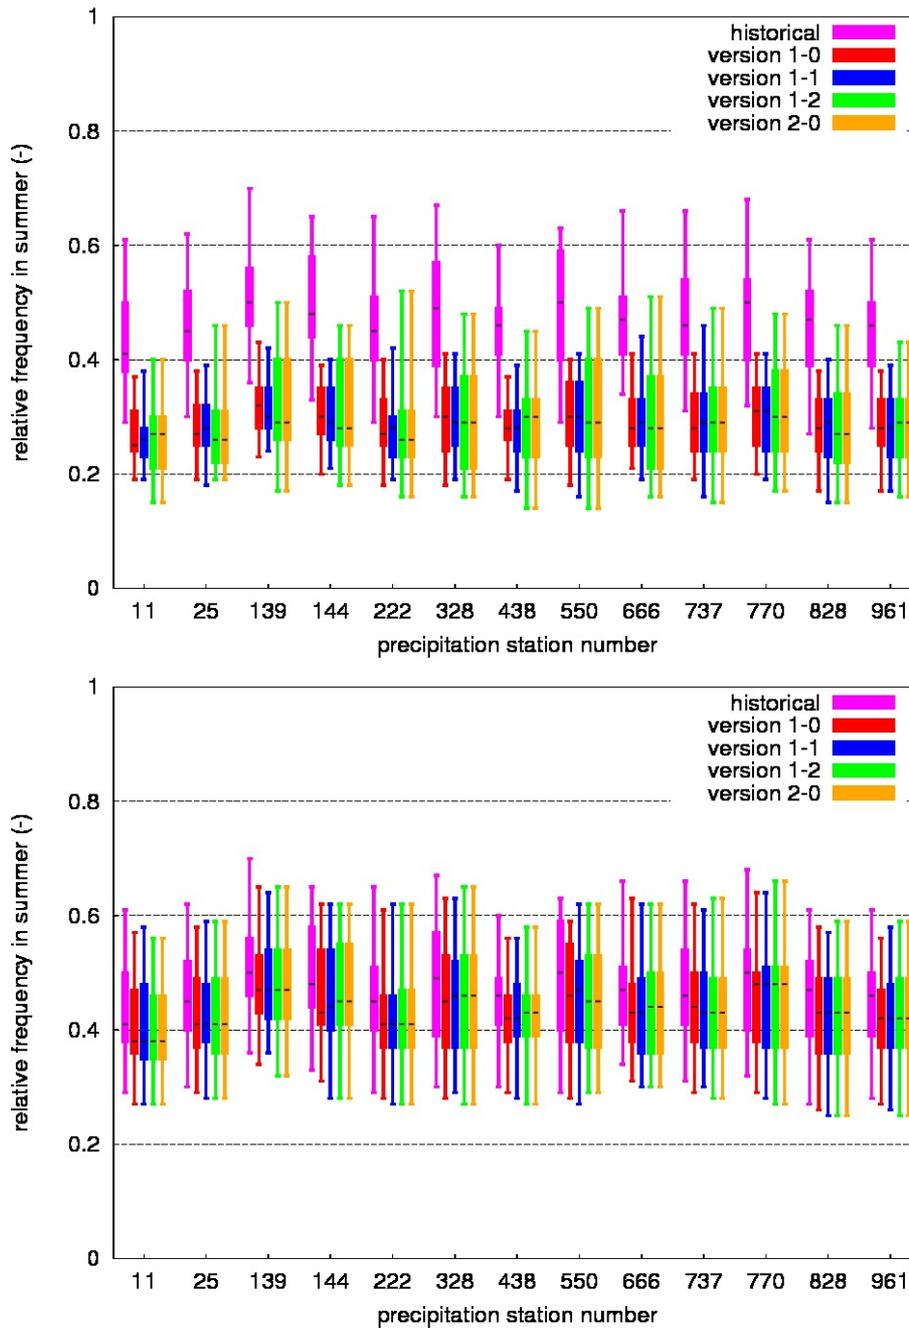 1
historical
version 1-0
version 1-1
version 1-2
version 2-0
0.8
0.6
0.4
0.2
0
relative frequency in summer (-)
11 25 139 144 222 328 438 550 666 737 770 828 961
precipitation station number
1
historical
version 1-0
version 1-1
version 1-2
version 2-0
0.8
0.6
0.4
0.2
0
relative frequency in summer (-)
11 25 139 144 222 328 438 550 666 737 770 828 961
precipitation station number